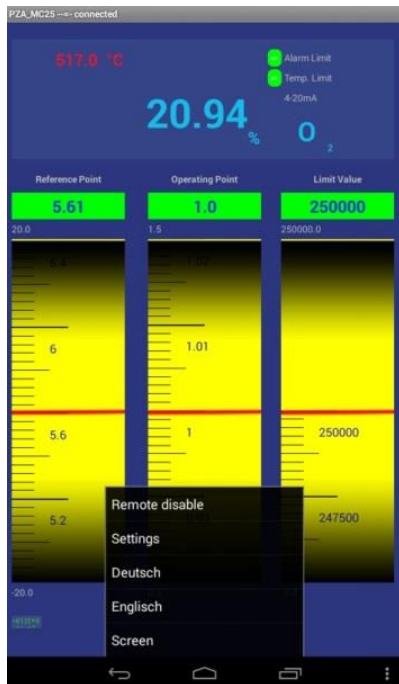 PZA_MC25 --=- connected
517.0 °C
Alarm Limit
Temp. Limit
4-20mA
20.94 %
O 2
Reference Point Operating Point Limit Value
5.61 1.0 250000
20.0 1.5 250000.0
6.4 1.02
6 1.01
5.6 1 250000
5.2 247500
-20.0
Remote disable
Settings
Deutsch
Englisch
Screen